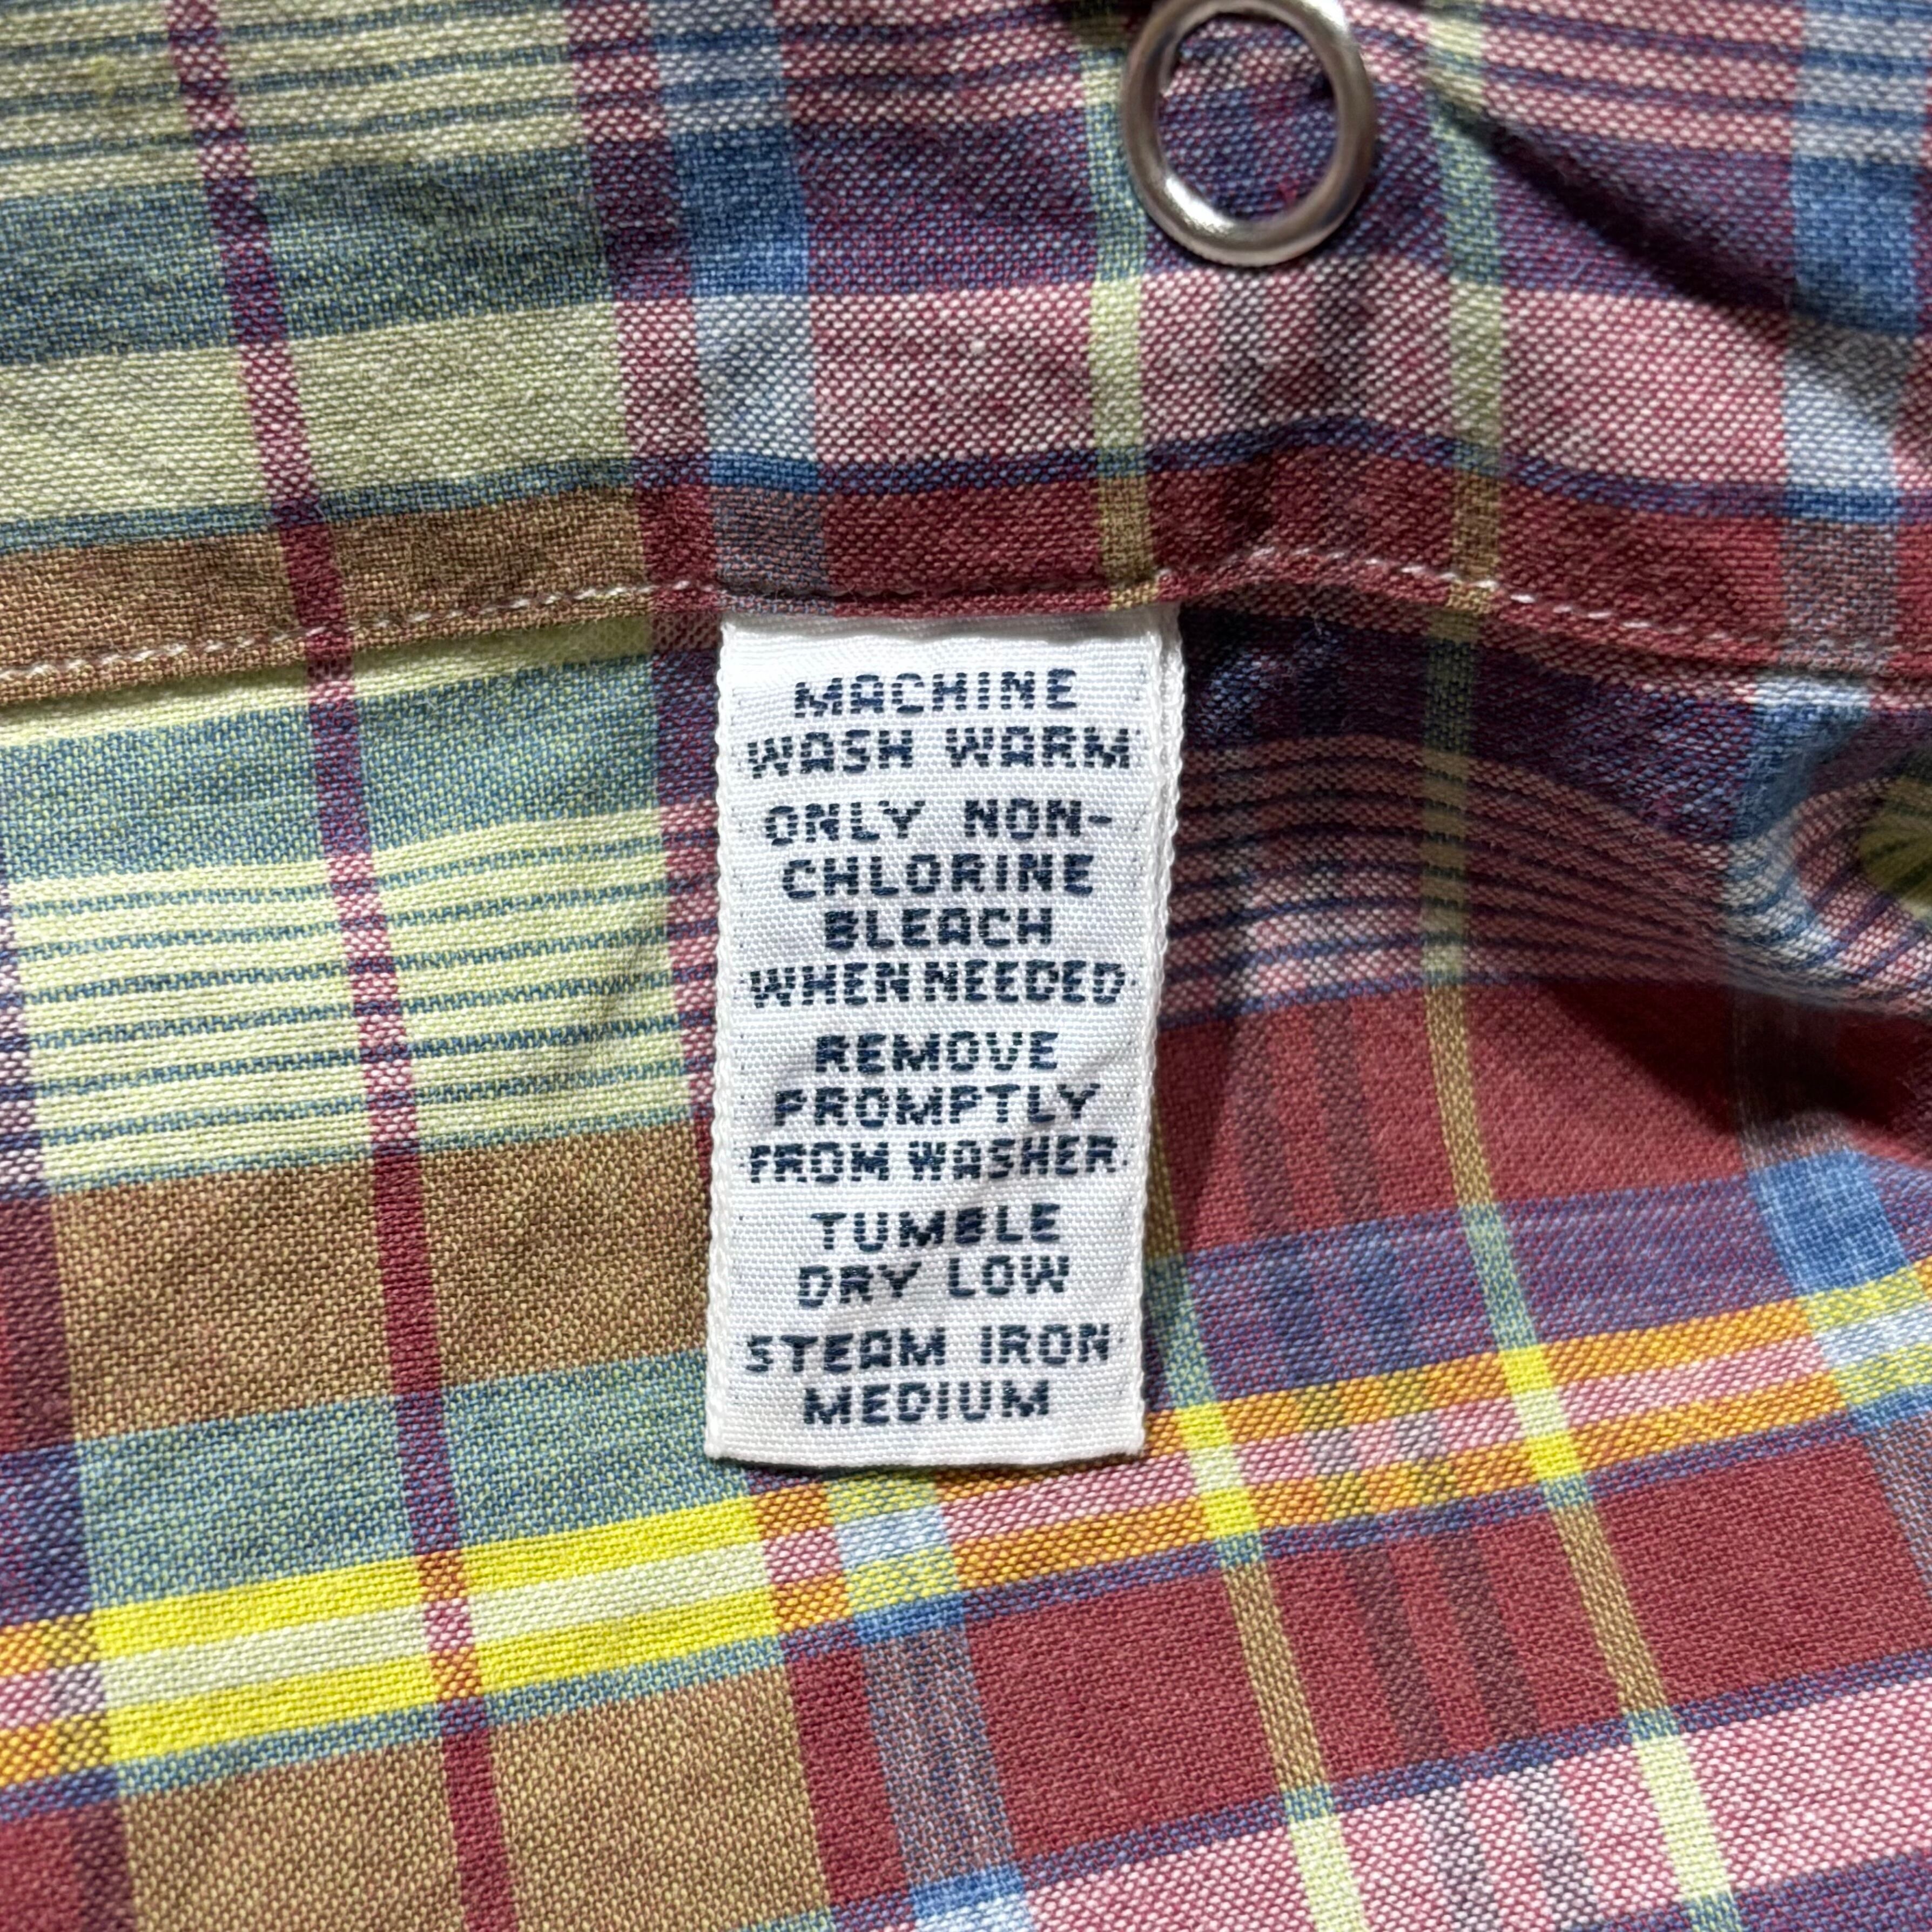 MACHINE
WASH WARM
ONLY NON-
CHLORINE
BLEACH
WHEN NEEDED
REMOVE
PROMPTLY
FROM WASHER.
TUMBLE
DRY LOW
STEAM IRON
MEDIUM